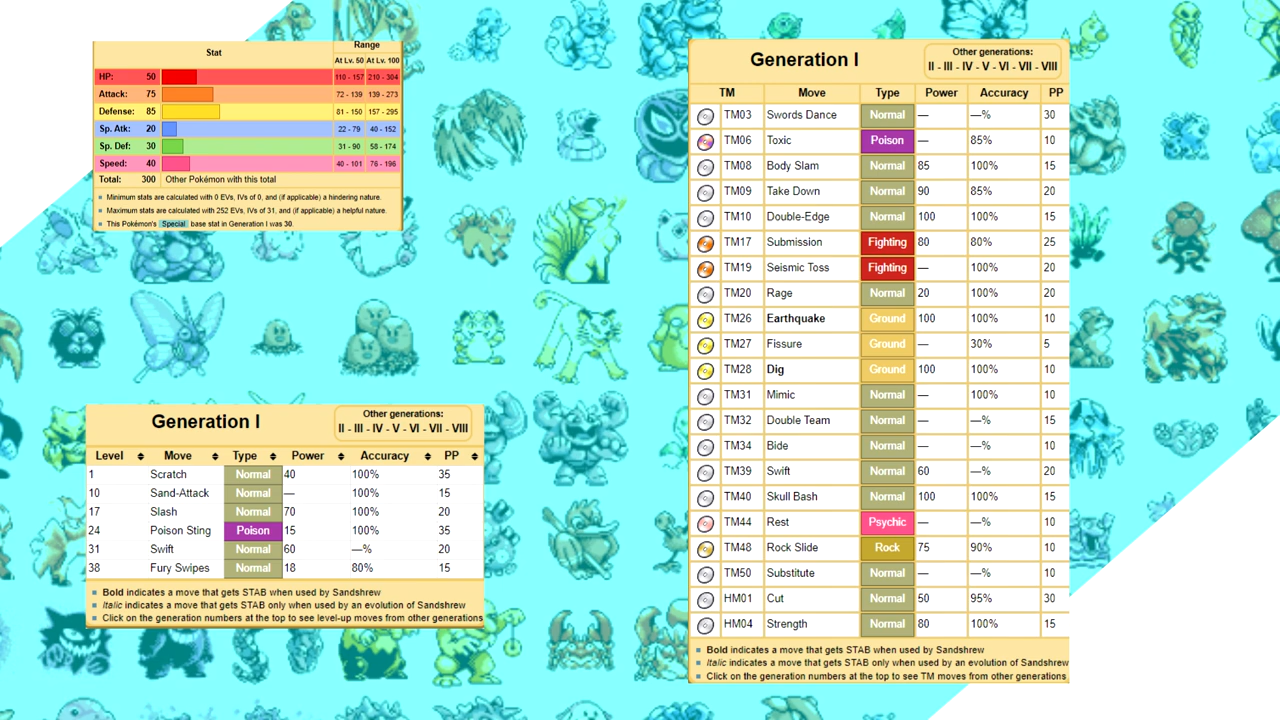 Stat Range
At Lv. 50 At Lv. 100
HP: 50 110 - 157 210 - 304
Attack: 75 72 - 139 139 - 273
Defense: 85 81 - 150 157 - 295
Sp. Atk: 20 22 - 79 40 - 152
Sp. Def: 30 31 - 90 58 - 174
Speed: 40 40 - 101 76 - 196
Total: 300 Other Pokémon with this total
Minimum stats are calculated with 0 EVs, IVs of 0, and (if applicable) a hindering nature.
Maximum stats are calculated with 252 EVs, IVs of 31, and (if applicable) a helpful nature.
This Pokémon's Special base stat in Generation I was 30.
Generation I
Other generations:
II - III - IV - V - VI - VII - VIII
Level Move Type Power Accuracy PP
1 Scratch Normal 40 100% 35
10 Sand-Attack Normal — 100% 15
17 Slash Normal 70 100% 20
24 Poison Sting Poison 15 100% 35
31 Swift Normal 60 —% 20
38 Fury Swipes Normal 18 80% 15
Bold indicates a move that gets STAB when used by Sandshrew
Italic indicates a move that gets STAB only when used by an evolution of Sandshrew
Click on the generation numbers at the top to see level-up moves from other generations
Generation I
Other generations:
II - III - IV - V - VI - VII - VIII
TM Move Type Power Accuracy PP
TM03 Swords Dance Normal — —% 30
TM06 Toxic Poison — 85% 10
TM08 Body Slam Normal 85 100% 15
TM09 Take Down Normal 90 85% 20
TM10 Double-Edge Normal 100 100% 15
TM17 Submission Fighting 80 80% 25
TM19 Seismic Toss Fighting — 100% 20
TM20 Rage Normal 20 100% 20
TM26 Earthquake Ground 100 100% 10
TM27 Fissure Ground — 30% 5
TM28 Dig Ground 100 100% 10
TM31 Mimic Normal — 100% 10
TM32 Double Team Normal — —% 15
TM34 Bide Normal — —% 10
TM39 Swift Normal 60 —% 20
TM40 Skull Bash Normal 100 100% 15
TM44 Rest Psychic — —% 10
TM48 Rock Slide Rock 75 90% 10
TM50 Substitute Normal — —% 10
HM01 Cut Normal 50 95% 30
HM04 Strength Normal 80 100% 15
Bold indicates a move that gets STAB when used by Sandshrew
Italic indicates a move that gets STAB only when used by an evolution of Sandshrew
Click on the generation numbers at the top to see TM moves from other generations